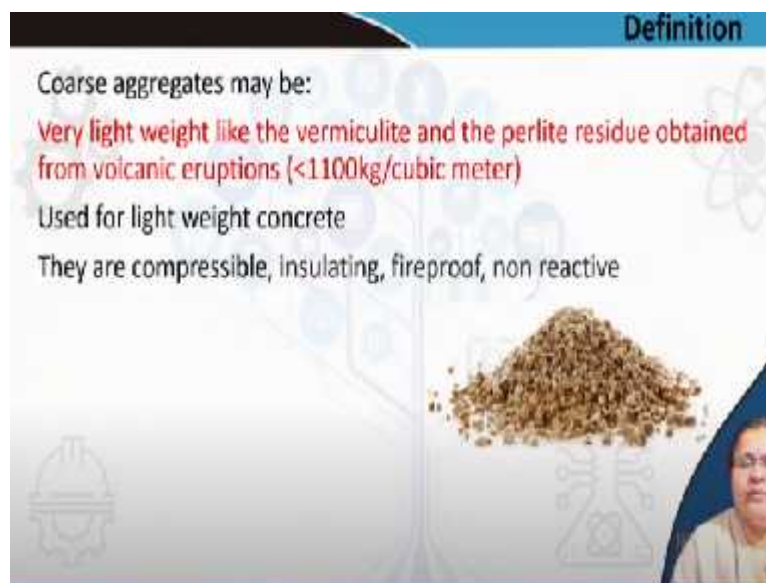 Definition
Coarse aggregates may be:
Very light weight like the vermiculite and the perlite residue obtained
from volcanic eruptions (<1100kg/cubic meter)
Used for light weight concrete
They are compressible, insulating, fireproof, non reactive